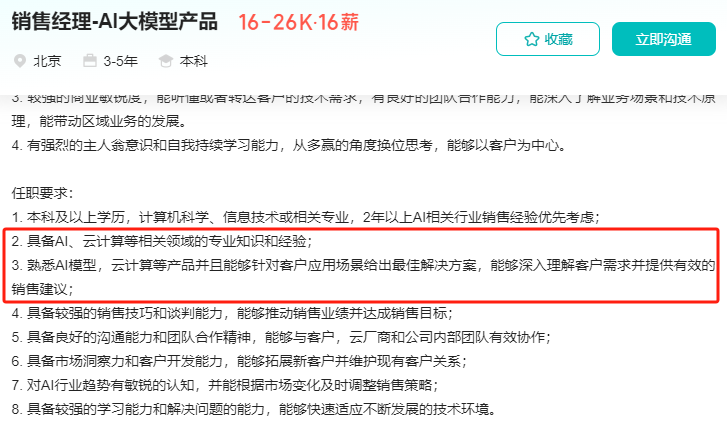 销售经理-AI大模型产品 16-26K·16薪
收藏 立即沟通
北京 3-5年 本科
3. 较强的商业敏锐度，能听懂或者转达客户的技术需求，有良好的团队合作能力，能深入了解业务场景和技术原
理，能带动区域业务的发展。
4. 有强烈的主人翁意识和自我持续学习能力，从多赢的角度换位思考，能够以客户为中心。
任职要求：
1. 本科及以上学历，计算机科学、信息技术或相关专业，2年以上AI相关行业销售经验优先考虑；
2. 具备AI、云计算等相关领域的专业知识和经验；
3. 熟悉AI模型，云计算等产品并且能够针对客户应用场景给出最佳解决方案，能够深入理解客户需求并提供有效的
销售建议；
4. 具备较强的销售技巧和谈判能力，能够推动销售业绩并达成销售目标；
5. 具备良好的沟通能力和团队合作精神，能够与客户，云厂商和公司内部团队有效协作；
6. 具备市场洞察力和客户开发能力，能够拓展新客户并维护现有客户关系；
7. 对AI行业趋势有敏锐的认知，并能根据市场变化及时调整销售策略；
8. 具备较强的学习能力和解决问题的能力，能够快速适应不断发展的技术环境。